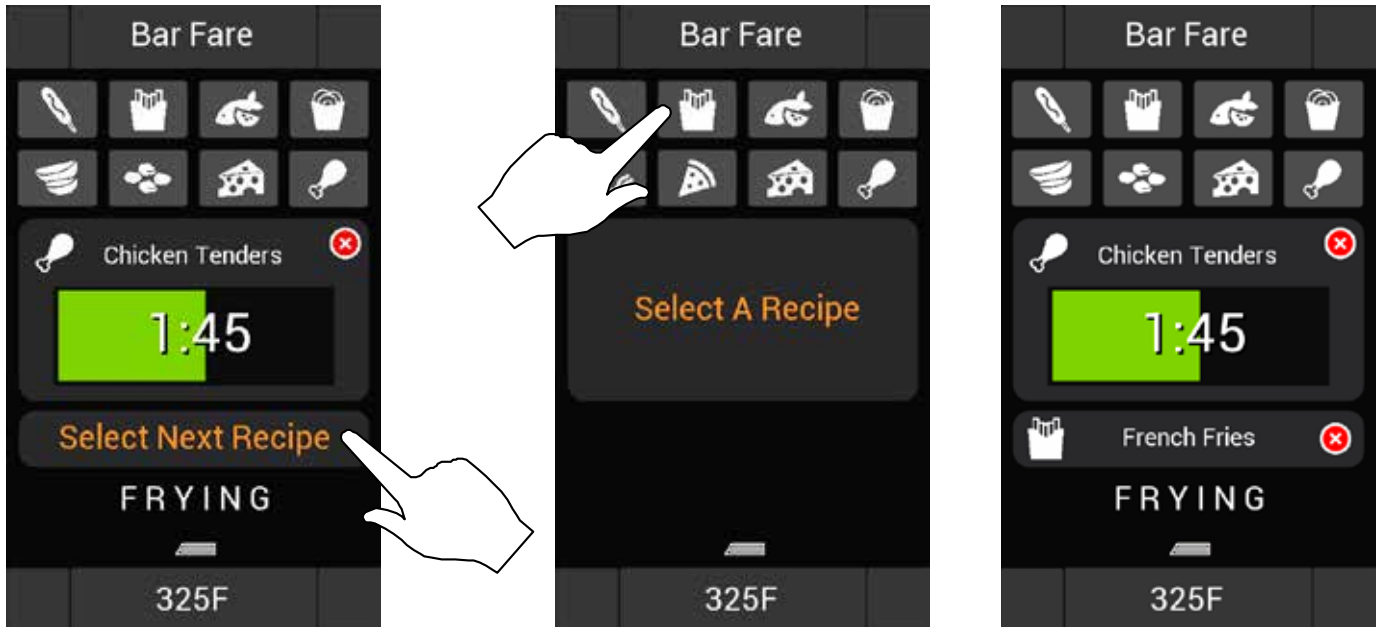 Bar Fare
Chicken Tenders
1:45
Select Next Recipe
FRYING
325F
Bar Fare
Select A Recipe
325F
Bar Fare
Chicken Tenders
1:45
French Fries
FRYING
325F